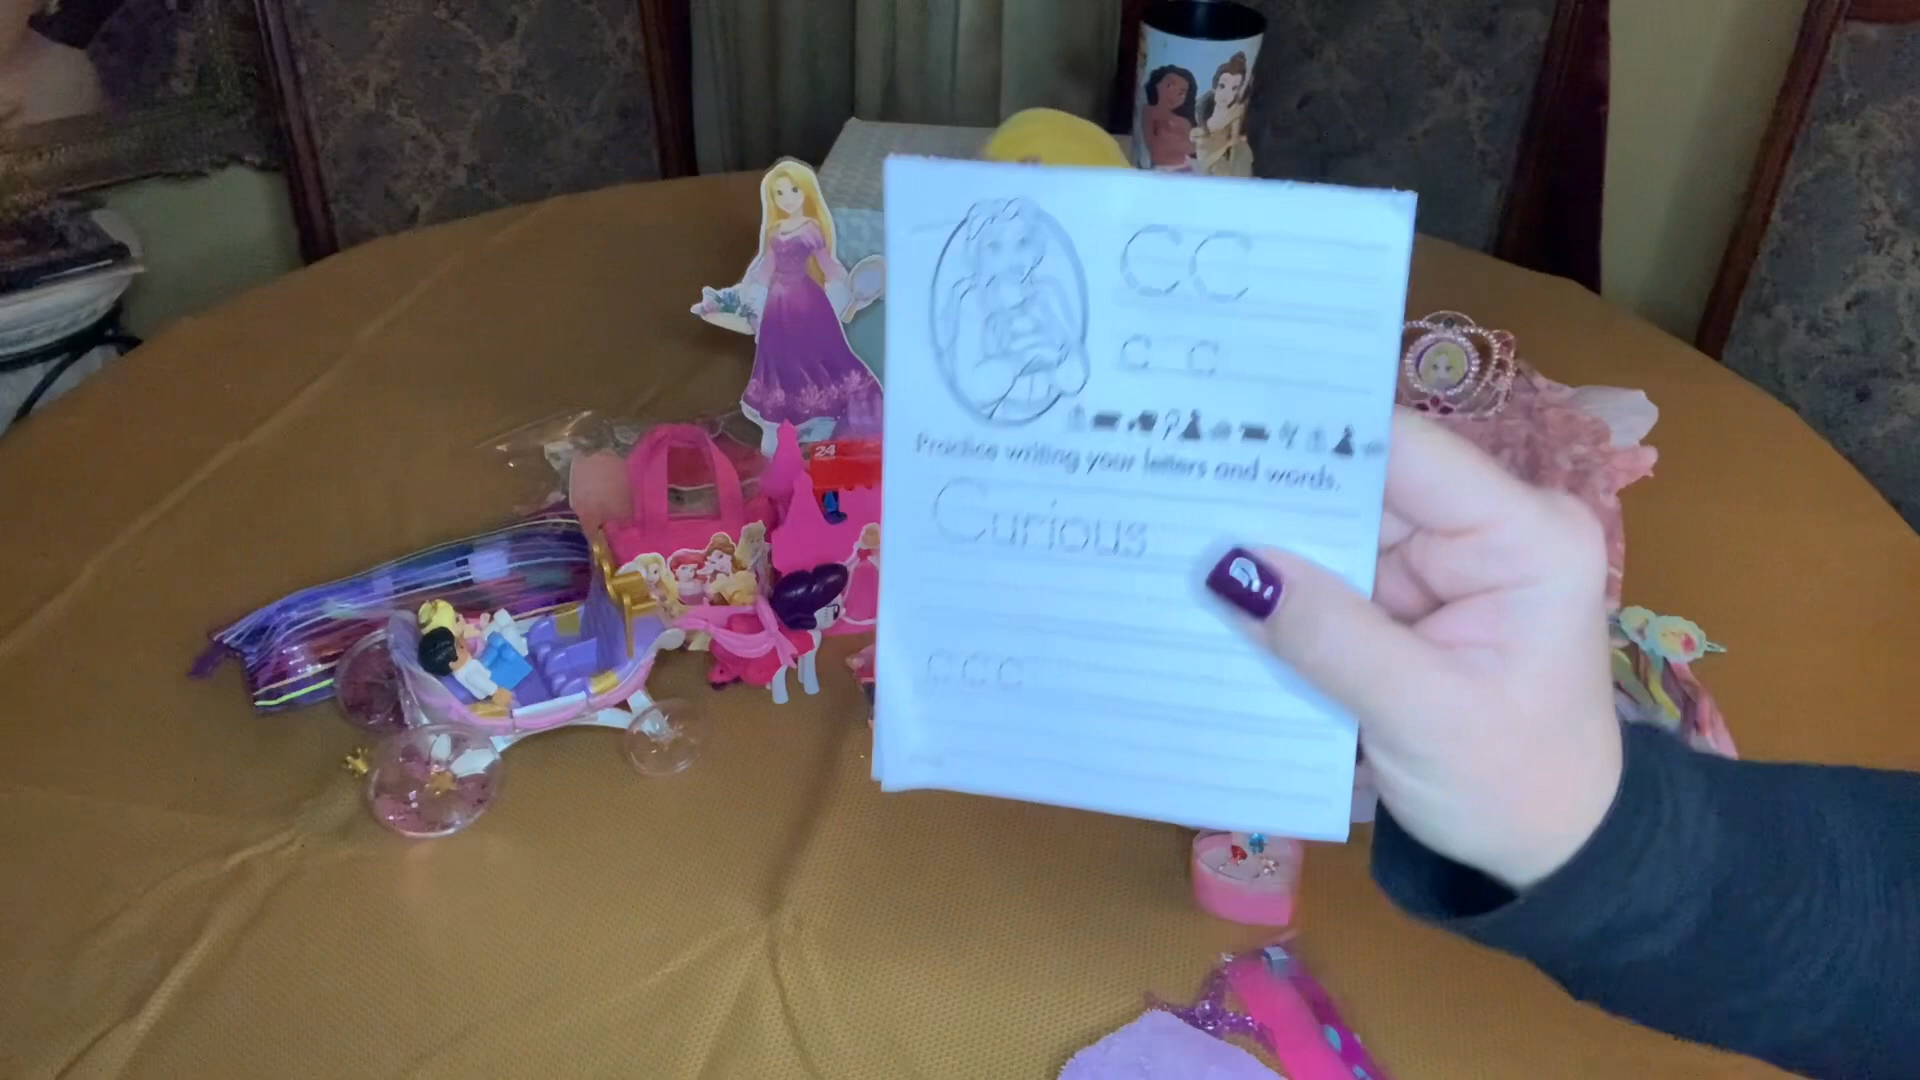 CC
c c
Practice writing your letters and words.
Curious
c c c
24